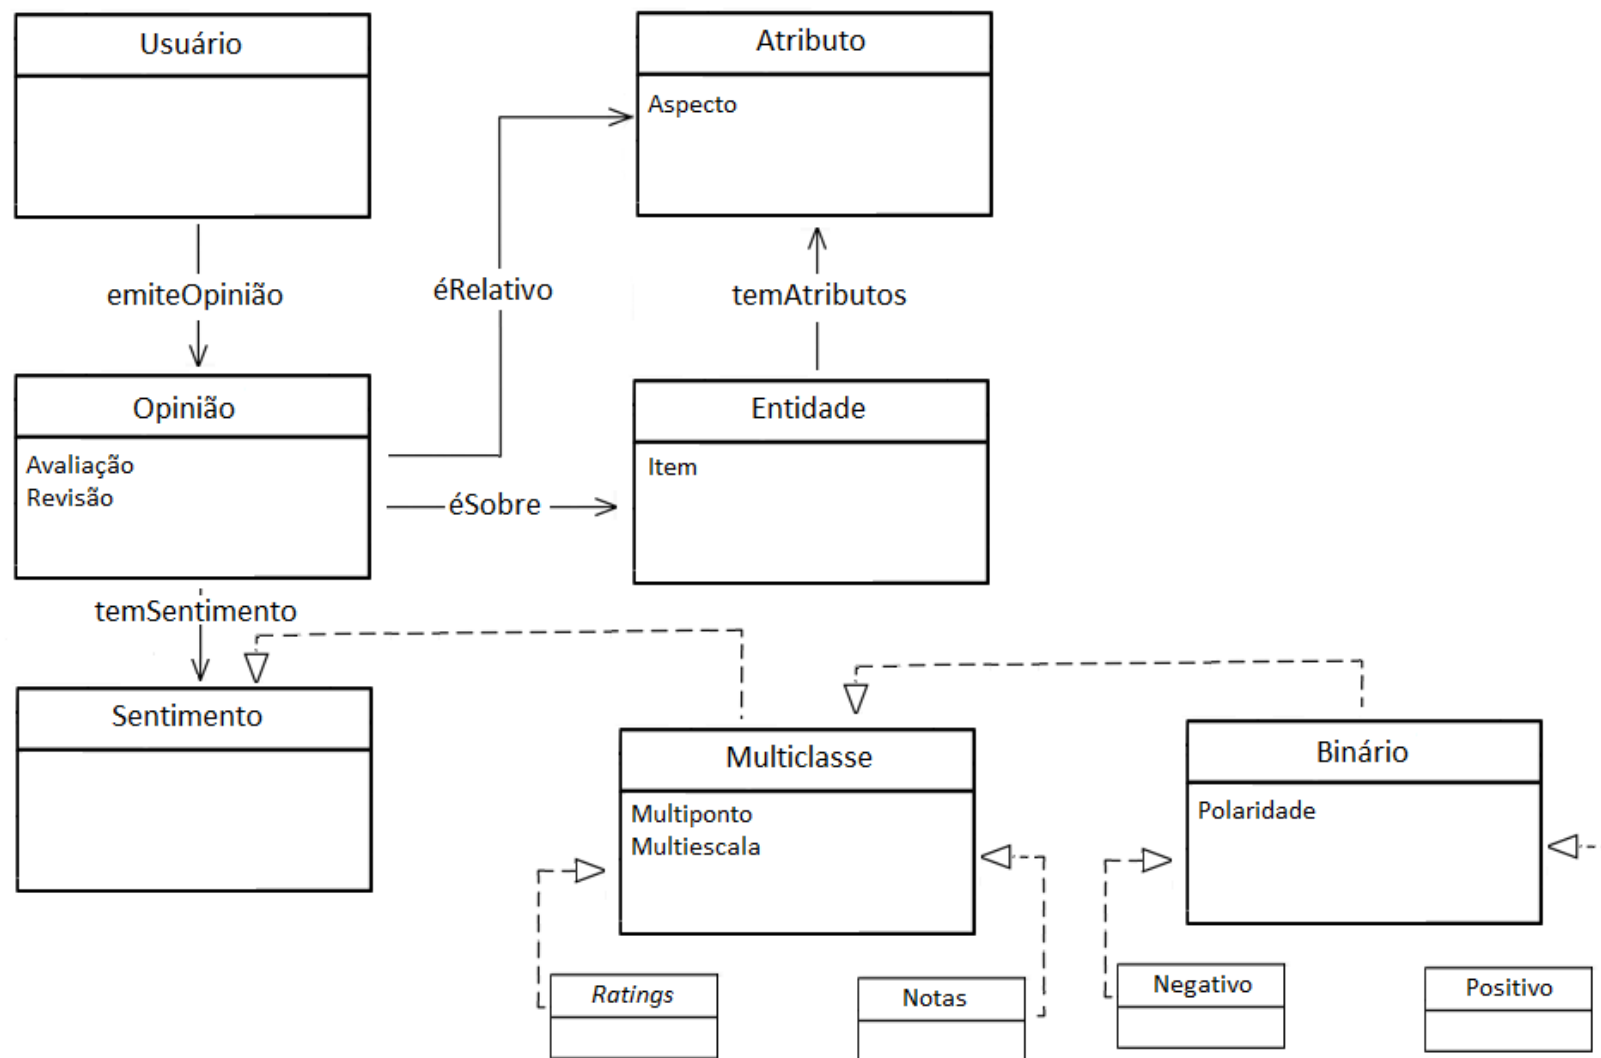 Usuário
Atributo
Aspecto
emiteOpinião
éRelativo
temAtributos
Opinião
Avaliação
Revisão
Entidade
Item
éSobre
temSentimento
Sentimento
Multiclasse
Multiponto
Multiescala
Binário
Polaridade
Ratings
Notas
Negativo
Positivo